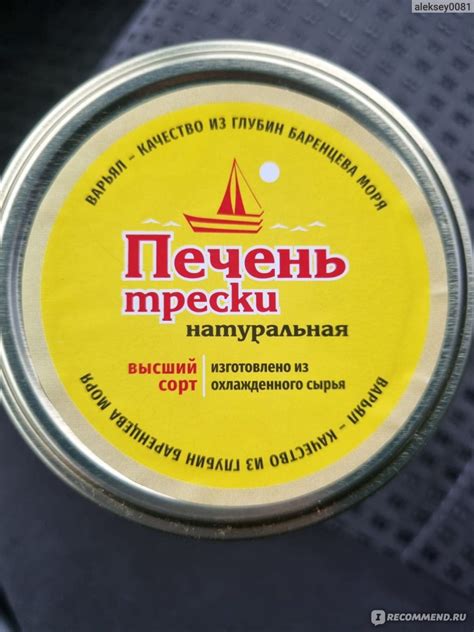 aleksey0081
ВАРЬЯЛ – КАЧЕСТВО ИЗ ГЛУБИН БАРЕНЦЕВА МОРЯ
Печень
трески
натуральная
высший
сорт
изготовлено из
охлажденного сырья
ВАРЬЯЛ – КАЧЕСТВО ИЗ ГЛУБИН БАРЕНЦЕВА МОРЯ
I RECOMMEND.RU